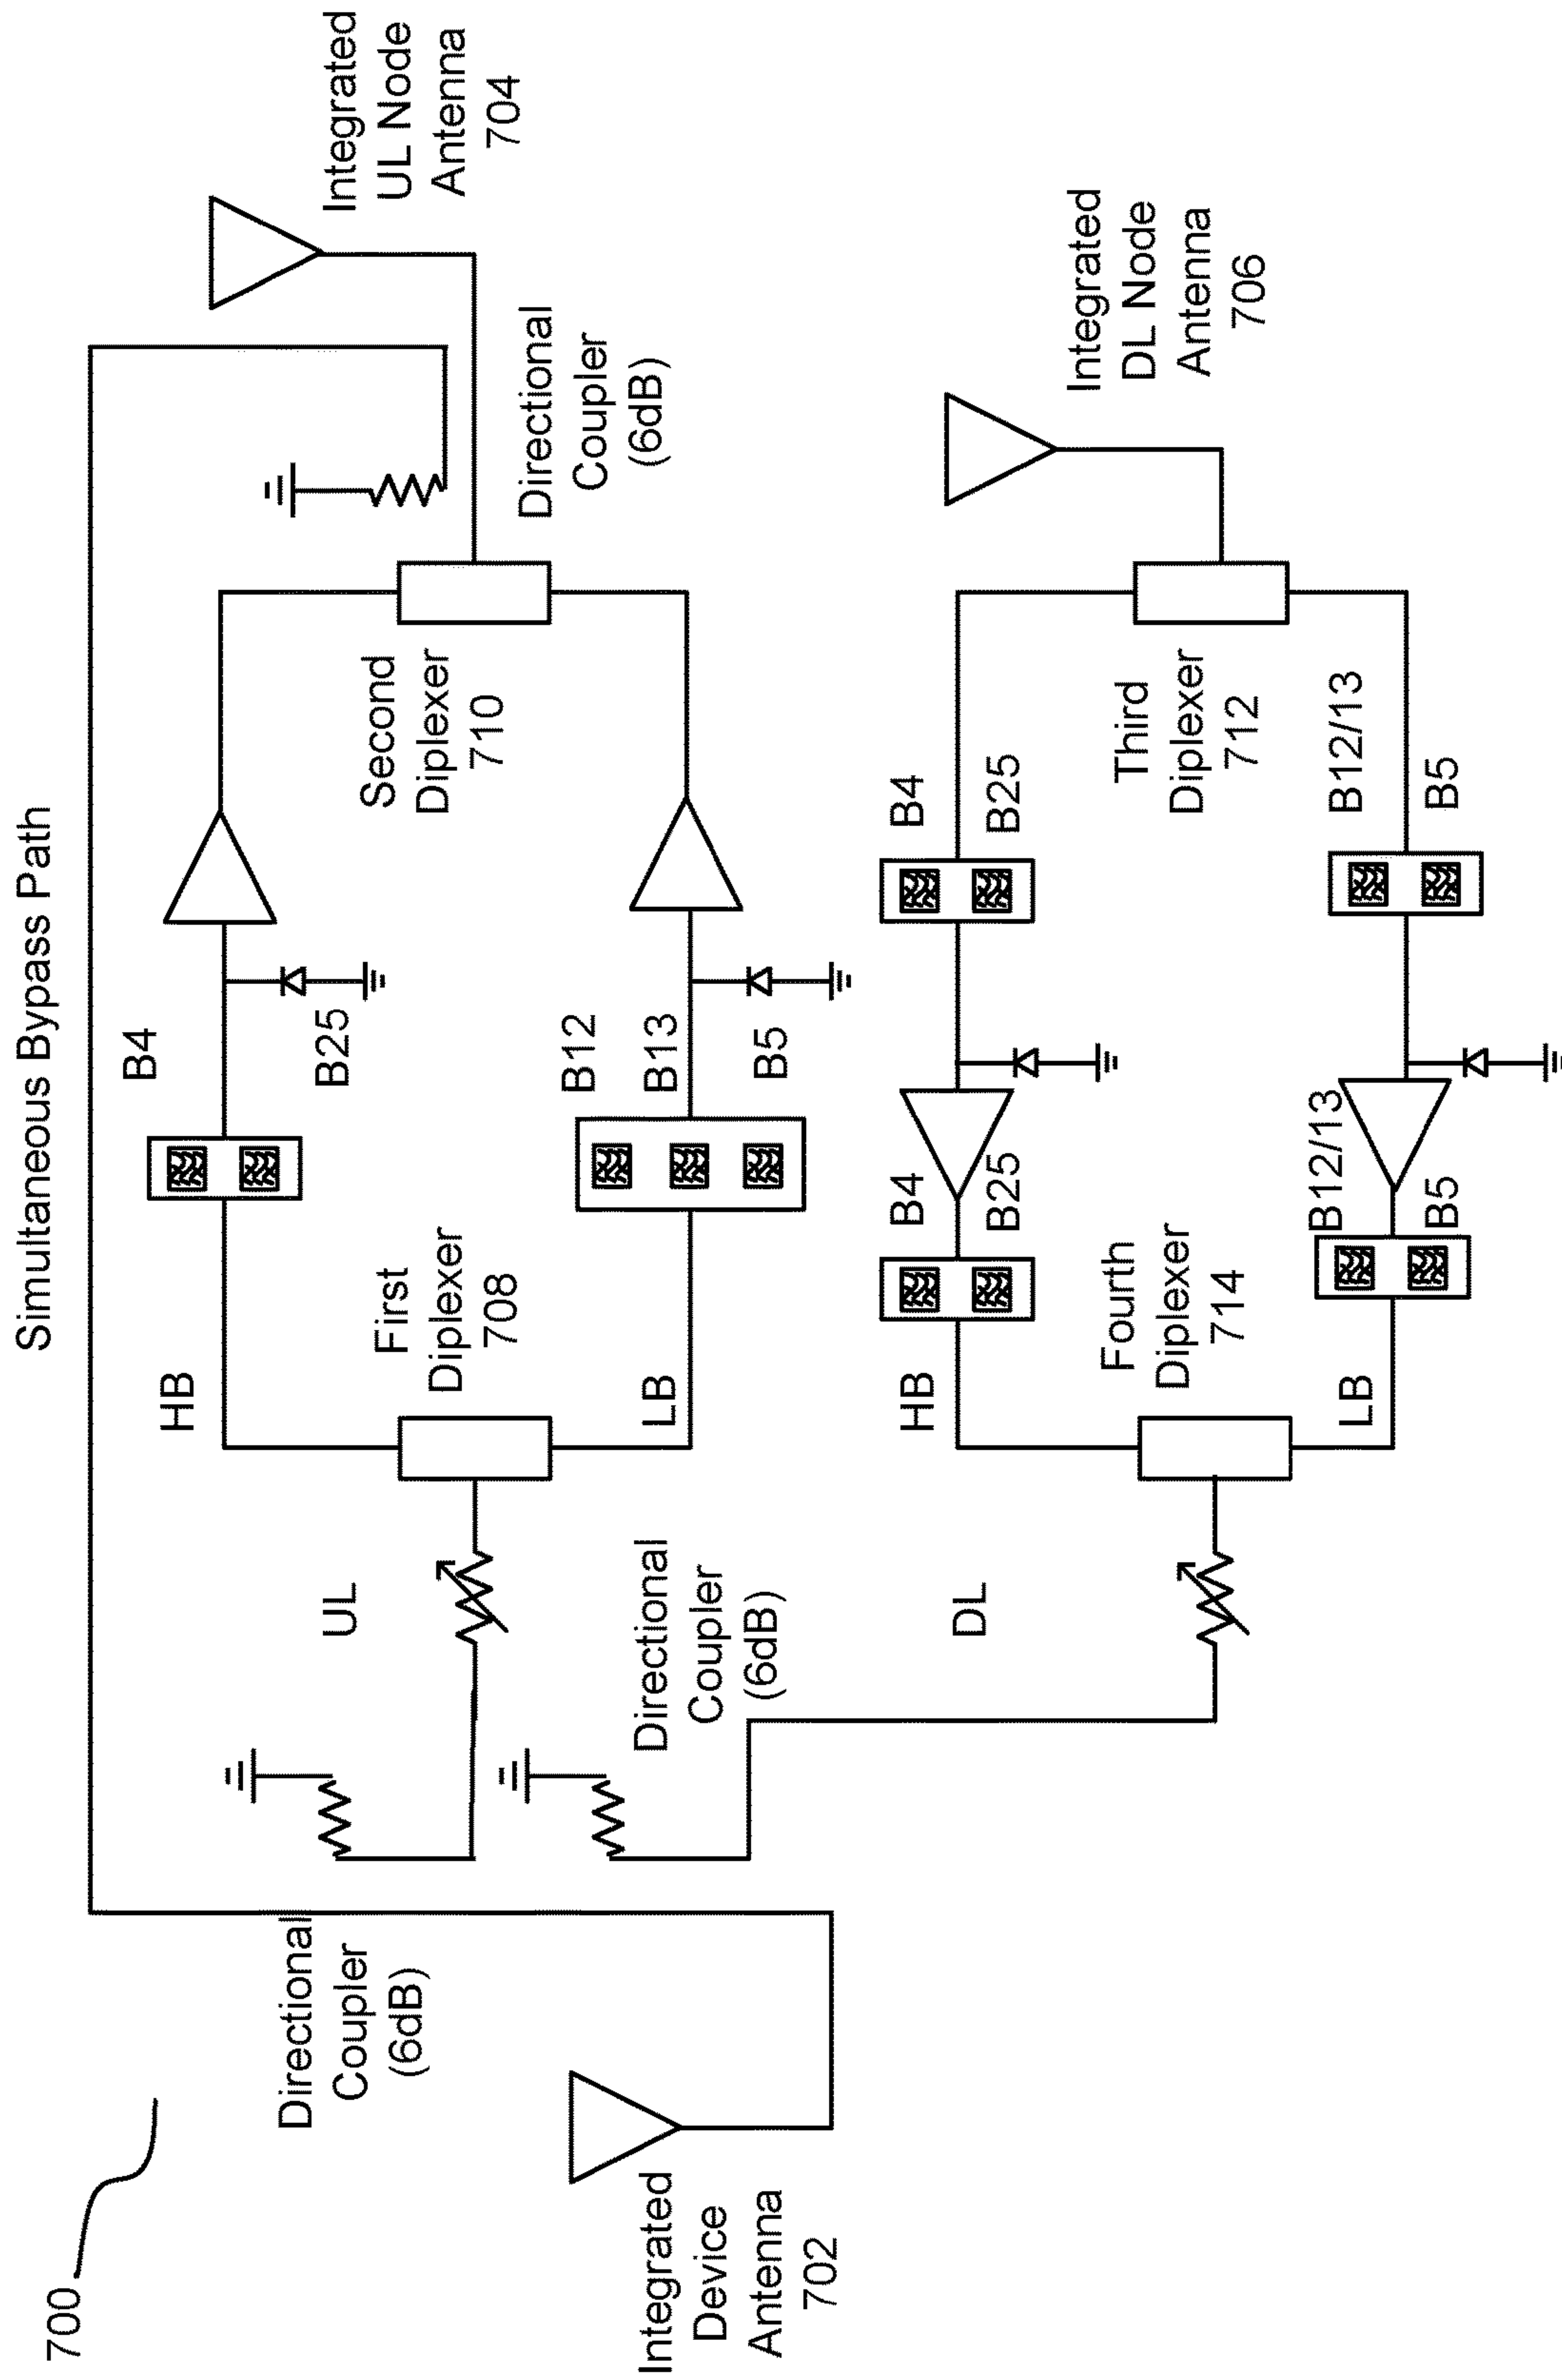 Simultaneous Bypass Path
700
Integrated
Device
Antenna
702
Directional
Coupler
(6dB)
UL
HB
B4
B25
First
Diplexer
708
LB
B12
B13
B5
Second
Diplexer
710
Directional
Coupler
(6dB)
Integrated
UL Node
Antenna
704
Directional
Coupler
(6dB)
DL
HB
B4
B25
B4
B25
Fourth
Diplexer
714
LB
B12/13
B5
Third
Diplexer
712
B12/13
B5
Integrated
DL Node
Antenna
706